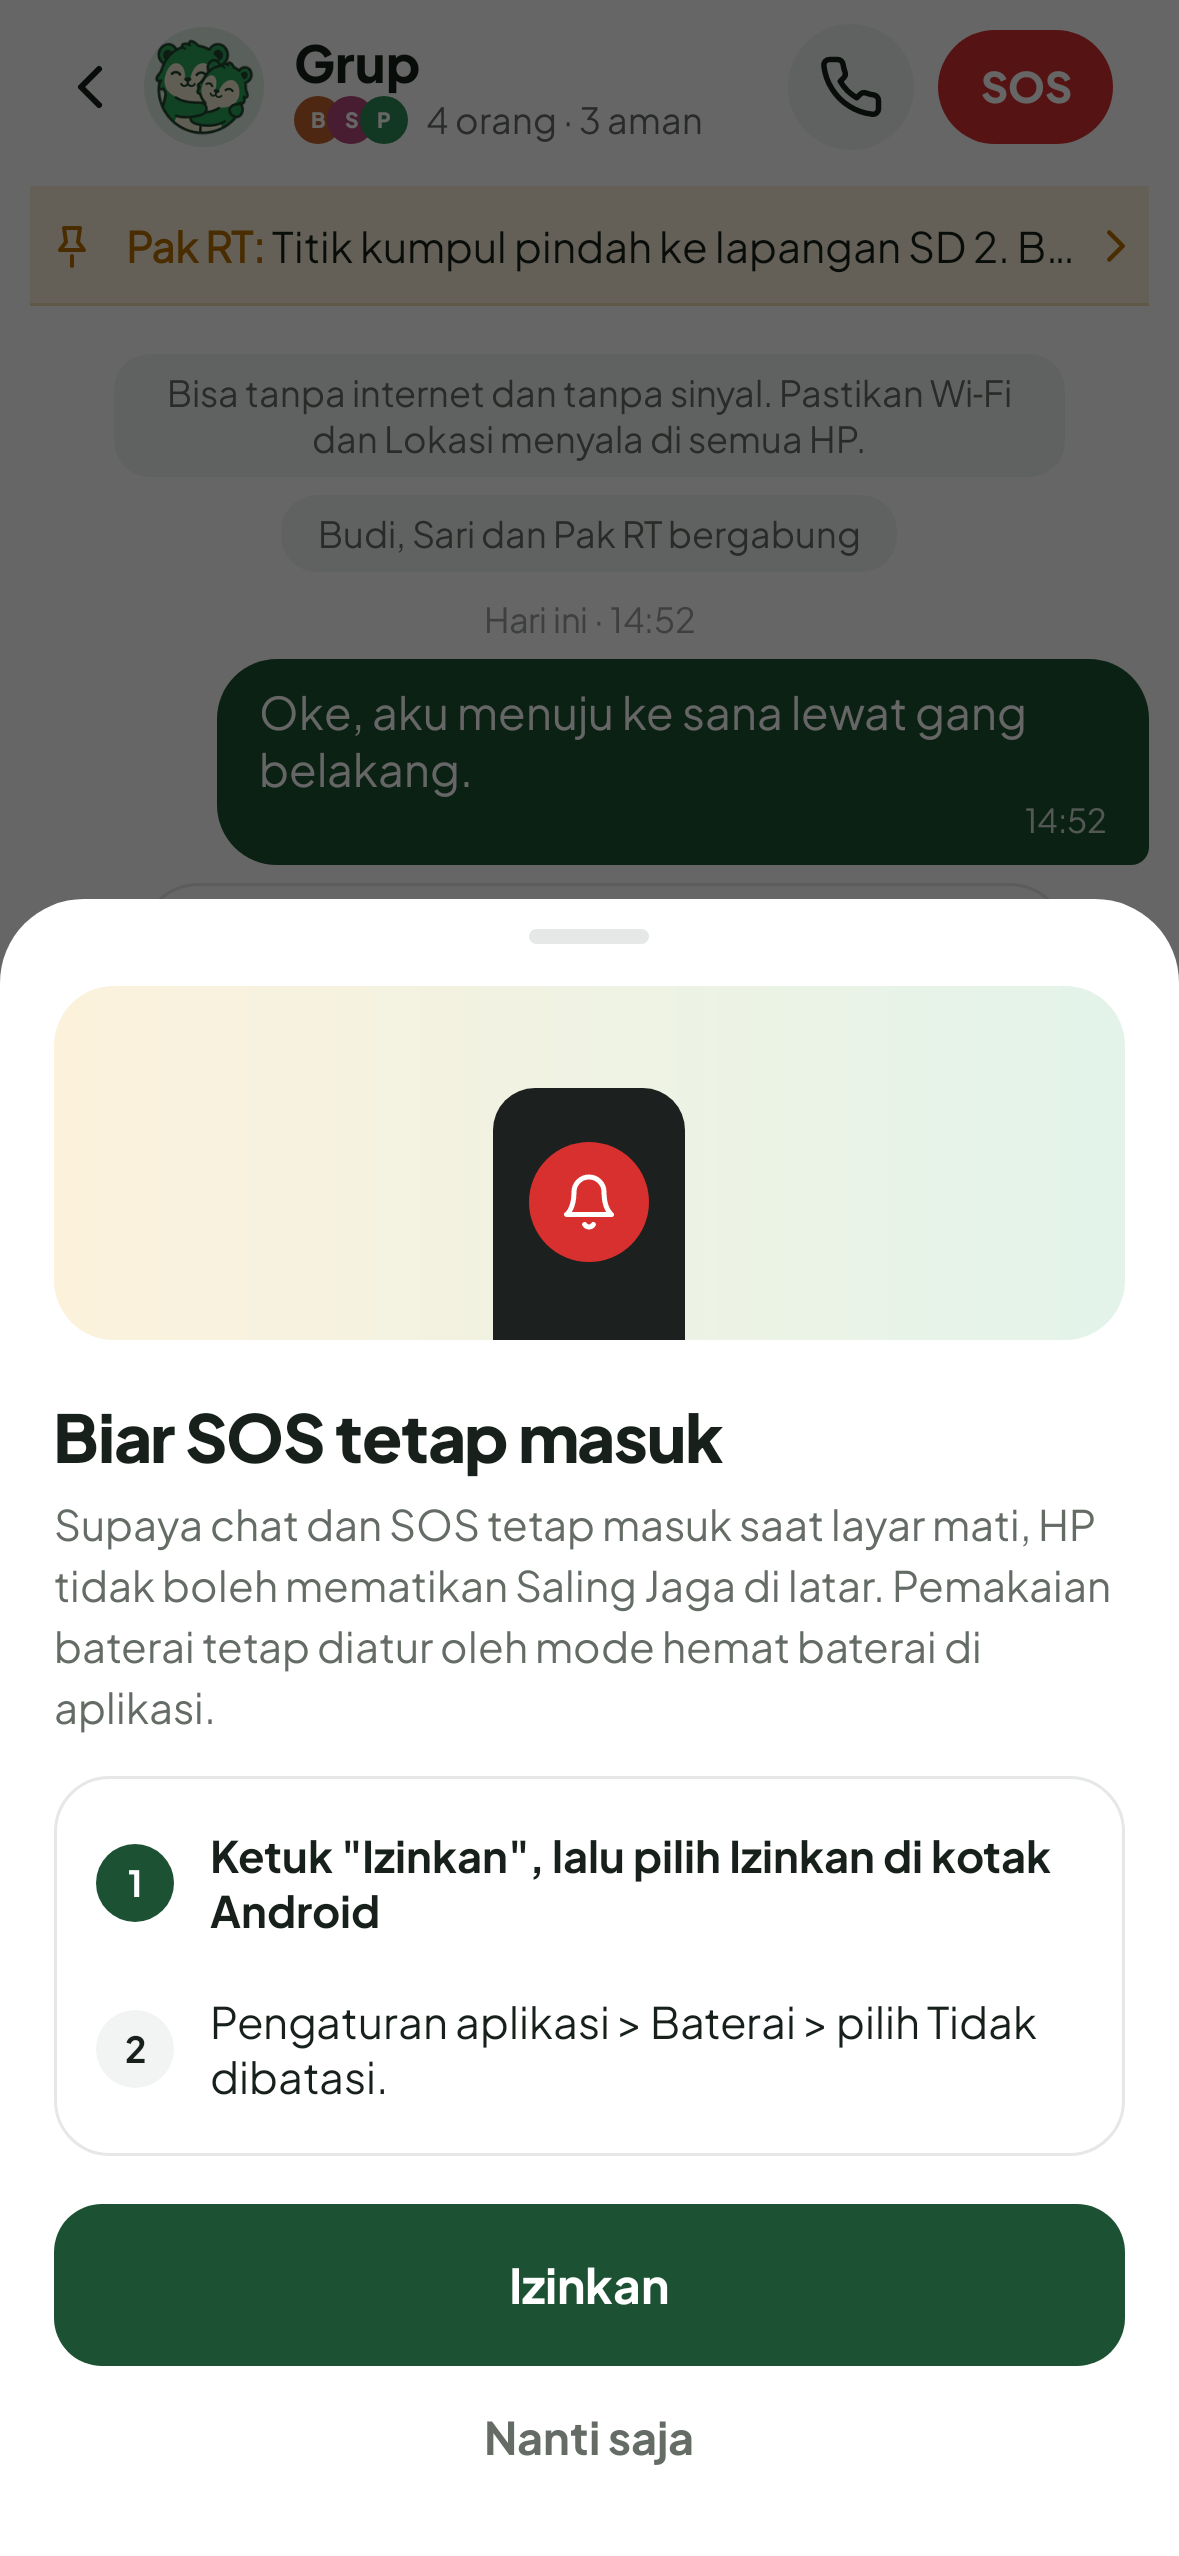 Grup
SOS
B S P 4 orang · 3 aman
Pak RT: Titik kumpul pindah ke lapangan SD 2. B...
Bisa tanpa internet dan tanpa sinyal. Pastikan Wi-Fi
dan Lokasi menyala di semua HP.
Budi, Sari dan Pak RT bergabung
Hari ini · 14:52
Oke, aku menuju ke sana lewat gang
belakang.
14:52
Biar SOS tetap masuk
Supaya chat dan SOS tetap masuk saat layar mati, HP
tidak boleh mematikan Saling Jaga di latar. Pemakaian
baterai tetap diatur oleh mode hemat baterai di
aplikasi.
1 Ketuk "Izinkan", lalu pilih Izinkan di kotak
Android
2 Pengaturan aplikasi > Baterai > pilih Tidak
dibatasi.
Izinkan
Nanti saja